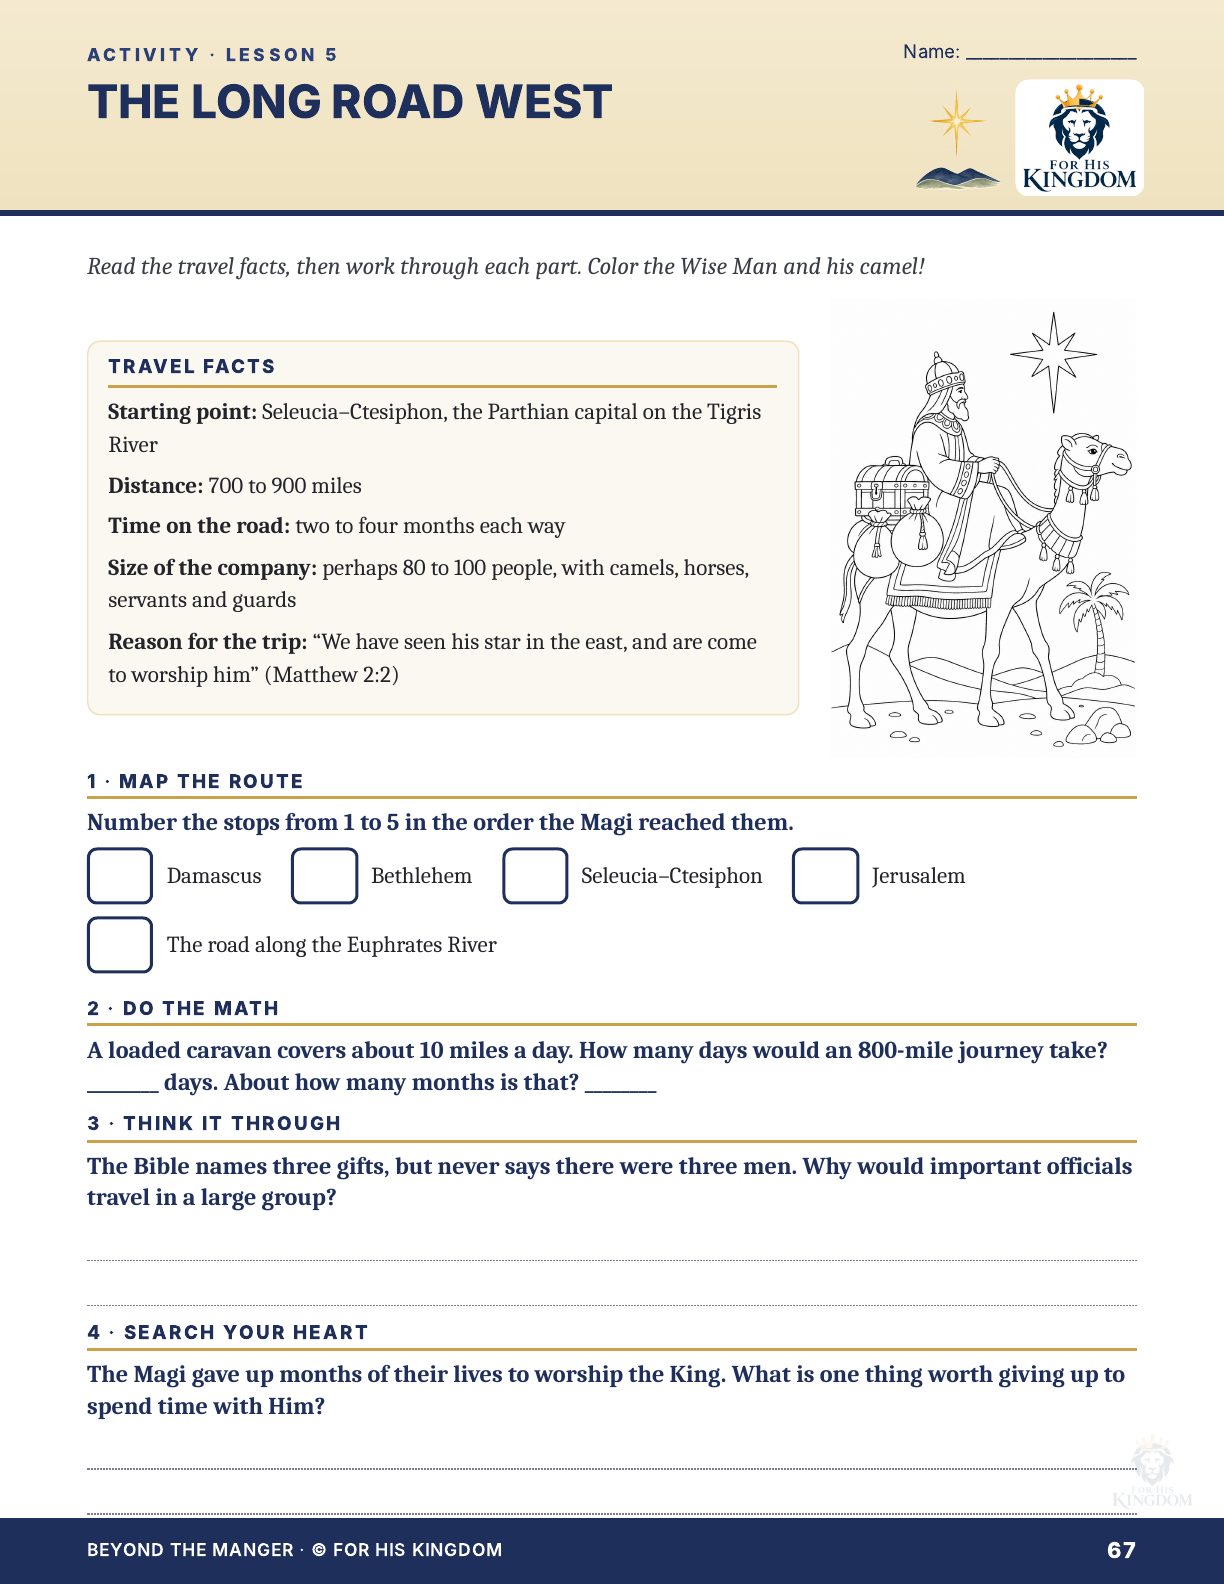 ACTIVITY · LESSON 5
Name: ___________________
THE LONG ROAD WEST
FOR HIS
KINGDOM
Read the travel facts, then work through each part. Color the Wise Man and his camel!
TRAVEL FACTS
Starting point: Seleucia–Ctesiphon, the Parthian capital on the Tigris
River
Distance: 700 to 900 miles
Time on the road: two to four months each way
Size of the company: perhaps 80 to 100 people, with camels, horses,
servants and guards
Reason for the trip: “We have seen his star in the east, and are come
to worship him” (Matthew 2:2)
1 · MAP THE ROUTE
Number the stops from 1 to 5 in the order the Magi reached them.
Damascus Bethlehem Seleucia–Ctesiphon Jerusalem
The road along the Euphrates River
2 · DO THE MATH
A loaded caravan covers about 10 miles a day. How many days would an 800-mile journey take?
_______ days. About how many months is that? _______
3 · THINK IT THROUGH
The Bible names three gifts, but never says there were three men. Why would important officials
travel in a large group?
4 · SEARCH YOUR HEART
The Magi gave up months of their lives to worship the King. What is one thing worth giving up to
spend time with Him?
FOR HIS
KINGDOM
BEYOND THE MANGER · © FOR HIS KINGDOM
67